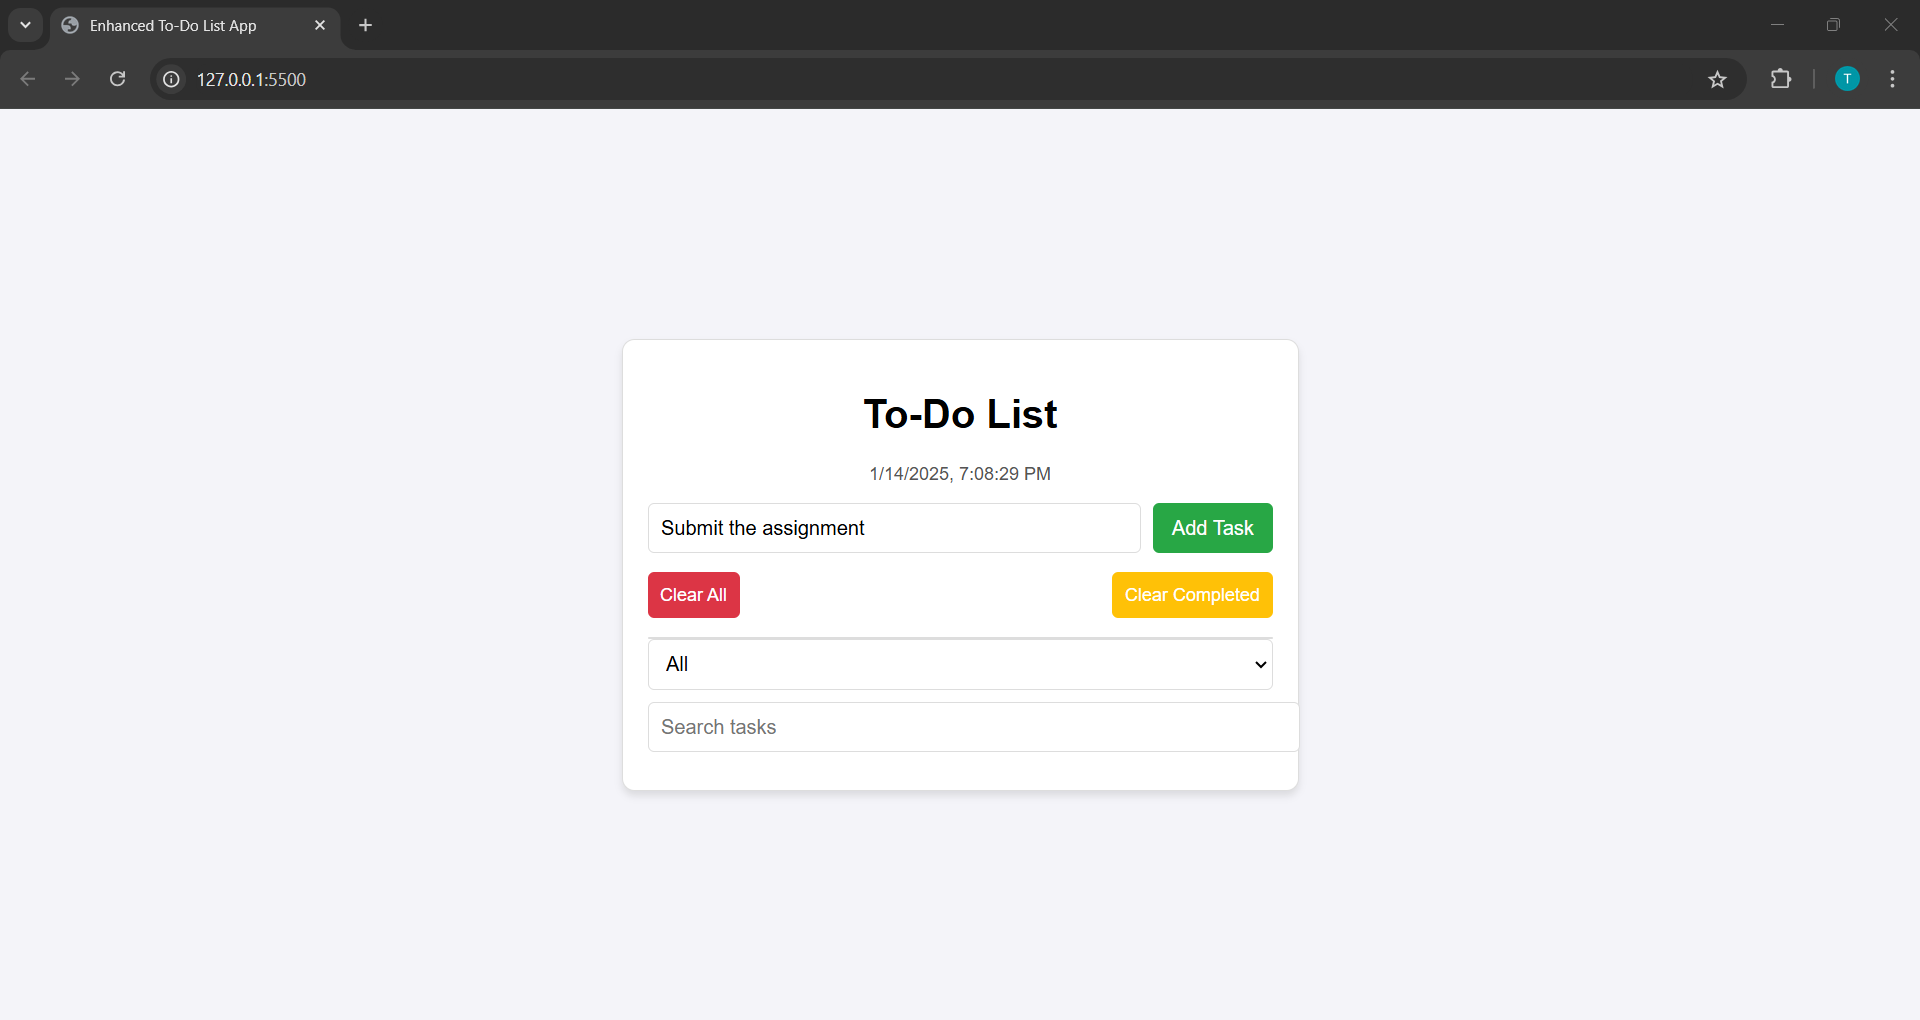 Enhanced To-Do List App
127.0.0.1:5500
T
To-Do List
1/14/2025, 7:08:29 PM
Submit the assignment
Add Task
Clear All
Clear Completed
All
Search tasks